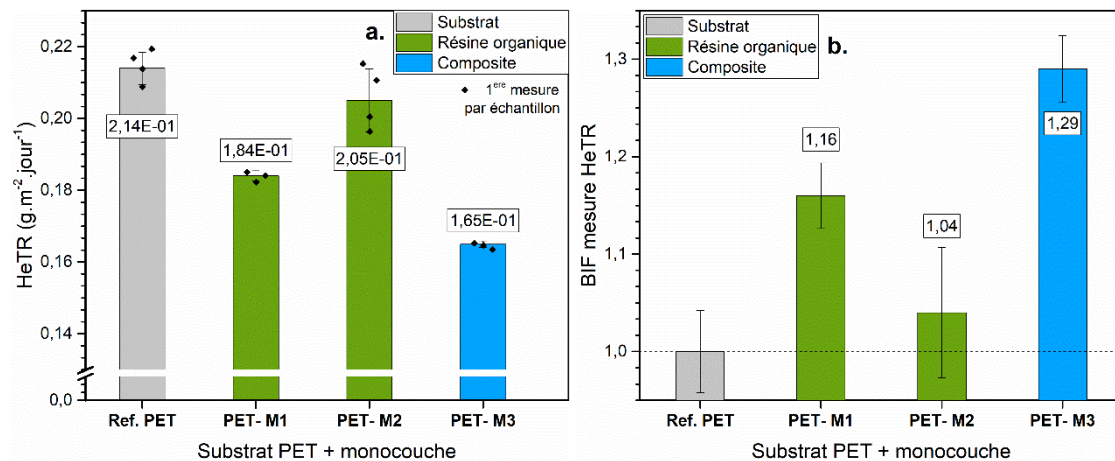 a.
Substrat
Résine organique
Composite
1ere mesure
par échantillon
HeTR (g.m-2.jour-1)
0,22
0,20
0,18
0,16
0,14
0,0
2,14E-01
1,84E-01
2,05E-01
1,65E-01
Ref. PET
PET- M1
PET- M2
PET- M3
Substrat PET + monocouche
b.
Substrat
Résine organique
Composite
BIF mesure HeTR
1,3
1,2
1,1
1,0
1,16
1,04
1,29
Ref. PET
PET- M1
PET- M2
PET- M3
Substrat PET + monocouche